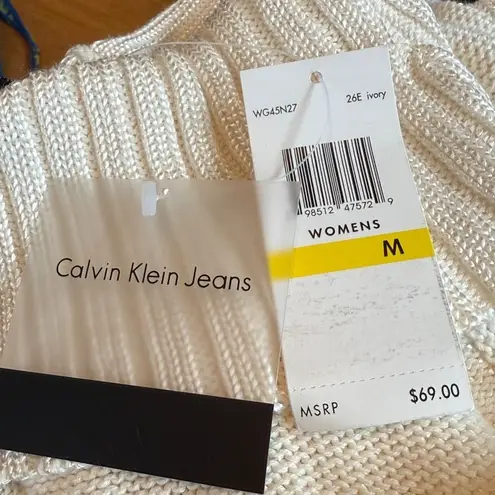 WG45N27 26E ivory
98512 47572 9
WOMENS
M
Calvin Klein Jeans
MSRP $69.00